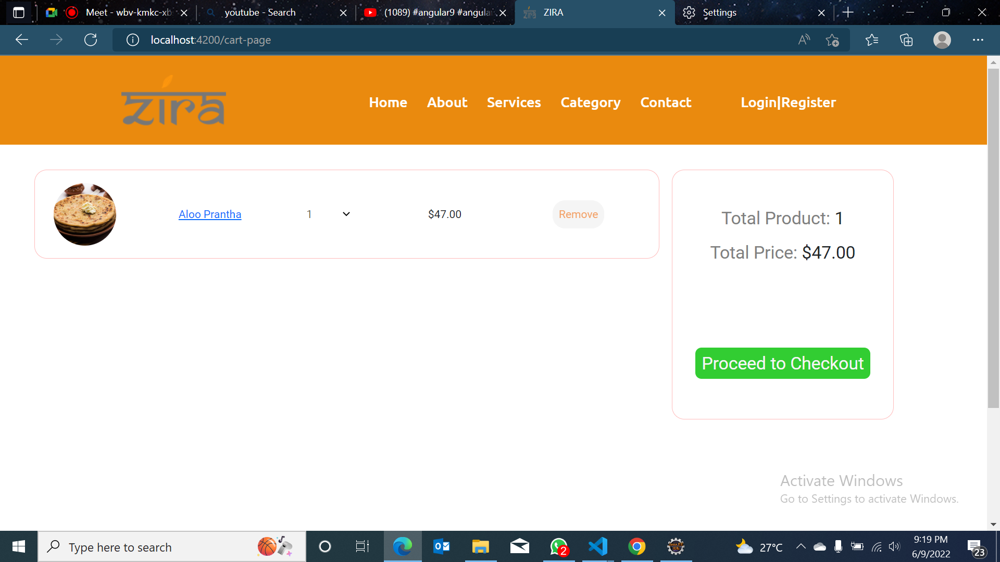 Meet - wbv-kmkc-xb
youtube - Search
(1089) #angular9 #angula
ZIRA
Settings
localhost:4200/cart-page
zira
Home About Services Category Contact Login|Register
Aloo Prantha 1 $47.00 Remove
Total Product: 1
Total Price: $47.00
Proceed to Checkout
Activate Windows
Go to Settings to activate Windows.
Type here to search
2
27°C
9:19 PM
6/9/2022
23